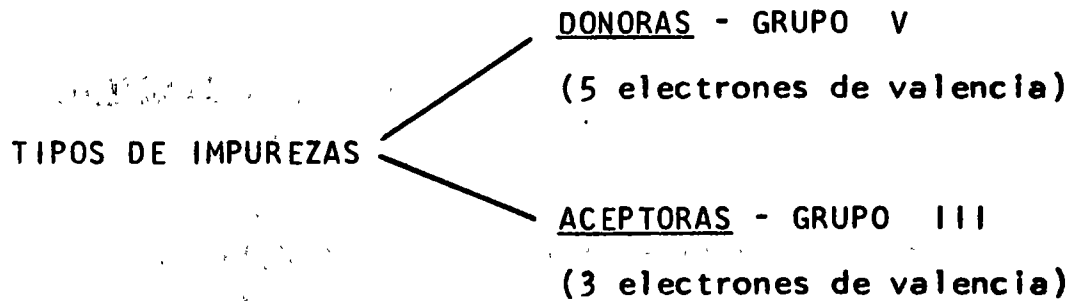 DONORAS - GRUPO V
(5 electrones de valencia)
TIPOS DE IMPUREZAS
ACEPTORAS - GRUPO III
(3 electrones de valencia)